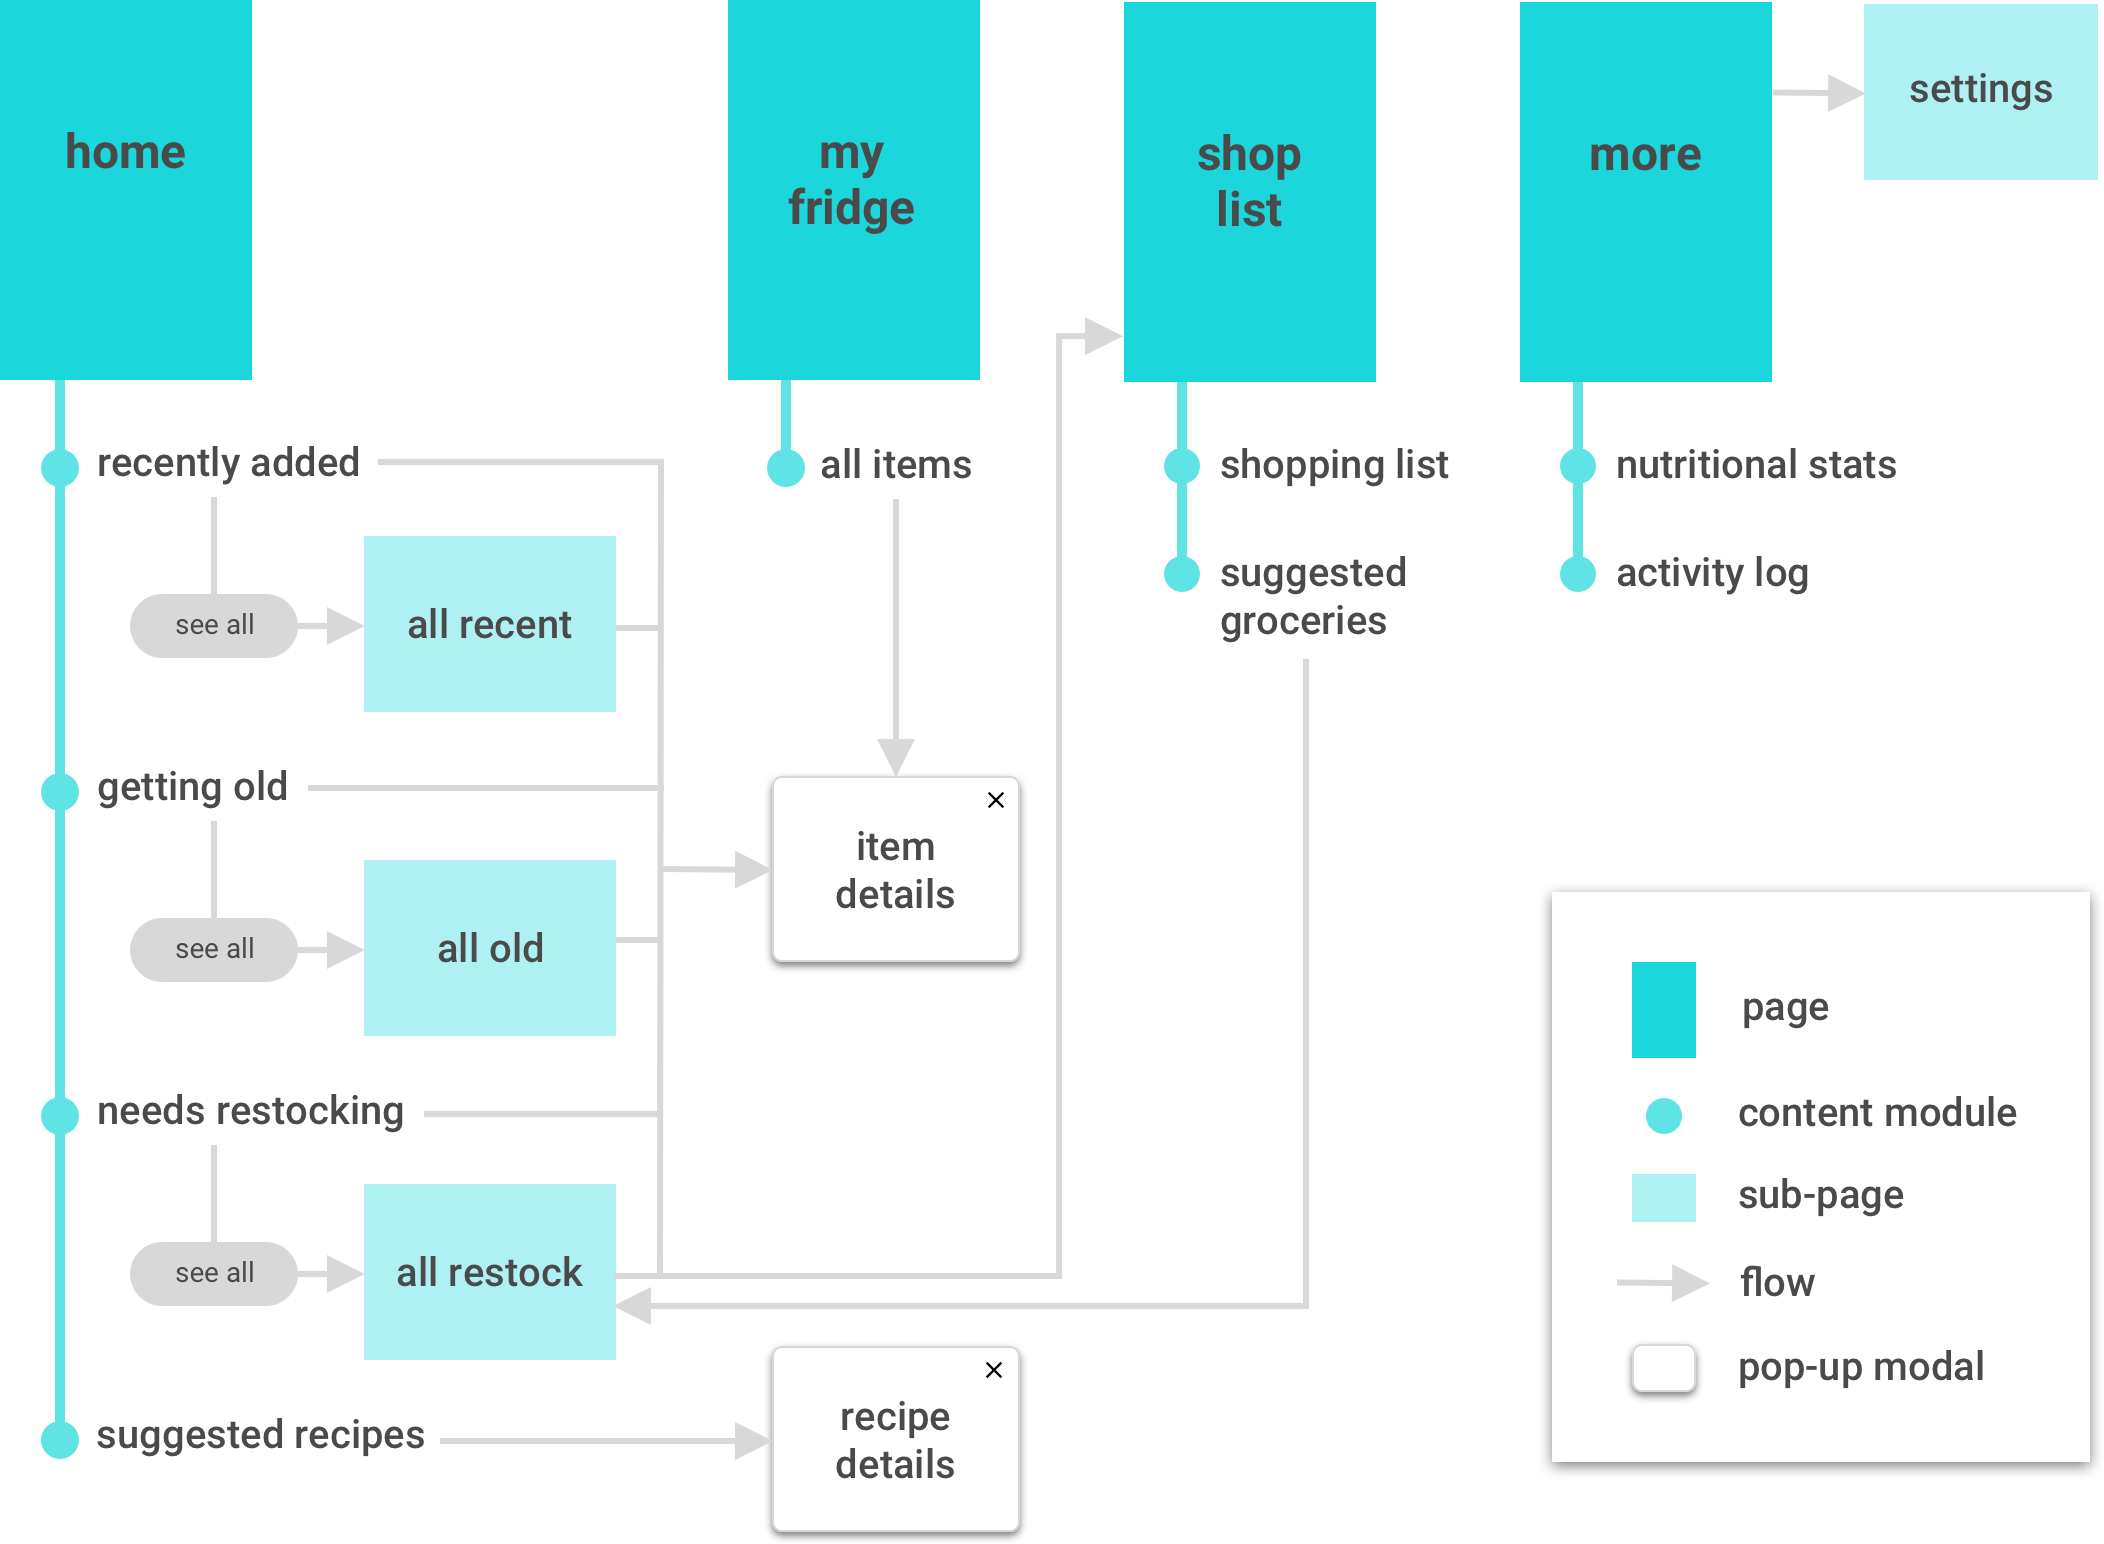 home
my
fridge
shop
list
more
settings
recently added
see all
all recent
getting old
see all
all old
needs restocking
see all
all restock
suggested recipes
all items
item
details
recipe
details
shopping list
suggested
groceries
nutritional stats
activity log
page
content module
sub-page
flow
pop-up modal